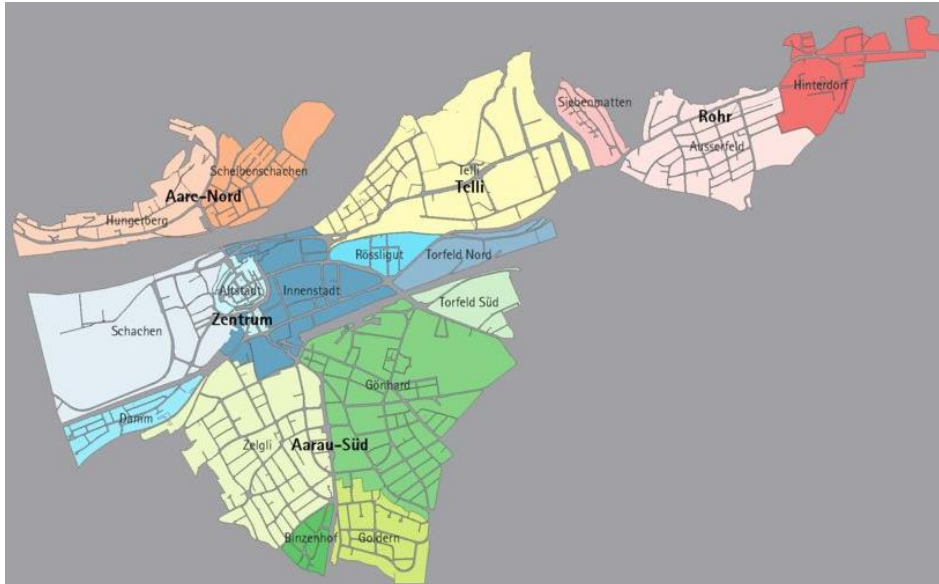 Hinterdorf
Siebenmatten
Rohr
Ausserfeld
Scheibenschachen
Telli
Telli
Aare-Nord
Hungerberg
Rössligut
Torfeld Nord
Altstadt
Innenstadt
Torfeld Süd
Zentrum
Schachen
Gönhard
Damm
Zelgli
Aarau-Süd
Binzenhof
Goldern